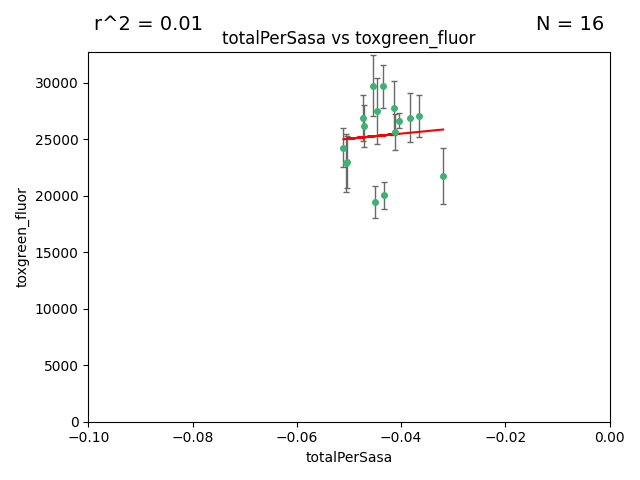 r^2 = 0.01
N = 16
totalPerSasa vs toxgreen_fluor
30000
25000
20000
15000
10000
5000
0
toxgreen_fluor
−0.10
−0.08
−0.06
−0.04
−0.02
0.00
totalPerSasa